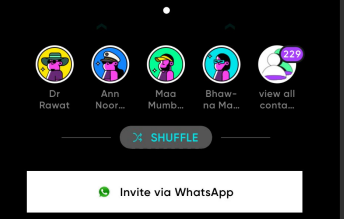 229
Dr
Rawat
Ann
Noor...
Maa
Mumb...
Bhaw-
na Ma...
view all
conta...
SHUFFLE
Invite via WhatsApp